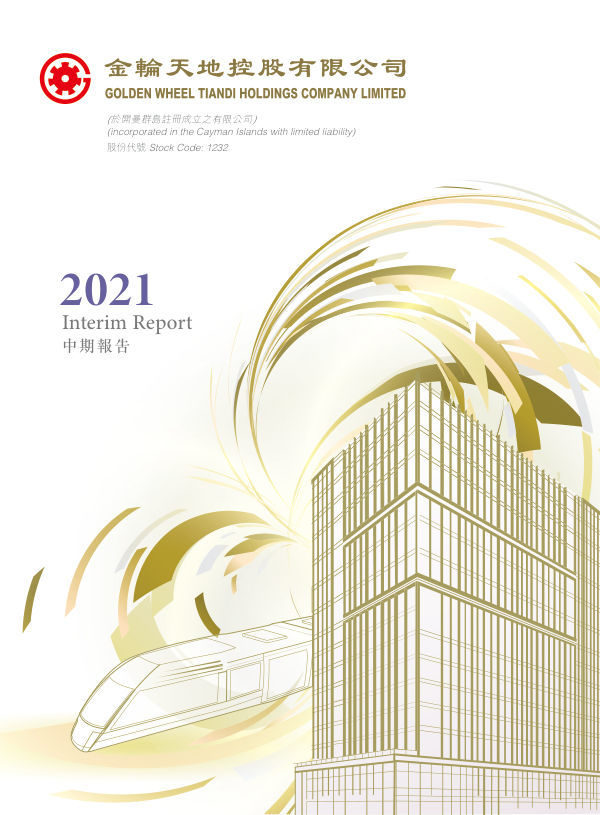 金輪天地控股有限公司
GOLDEN WHEEL TIANDI HOLDINGS COMPANY LIMITED
(於開曼群島註冊成立之有限公司)
(incorporated in the Cayman Islands with limited liability)
股份代號 Stock Code: 1232
2021
Interim Report
中期報告